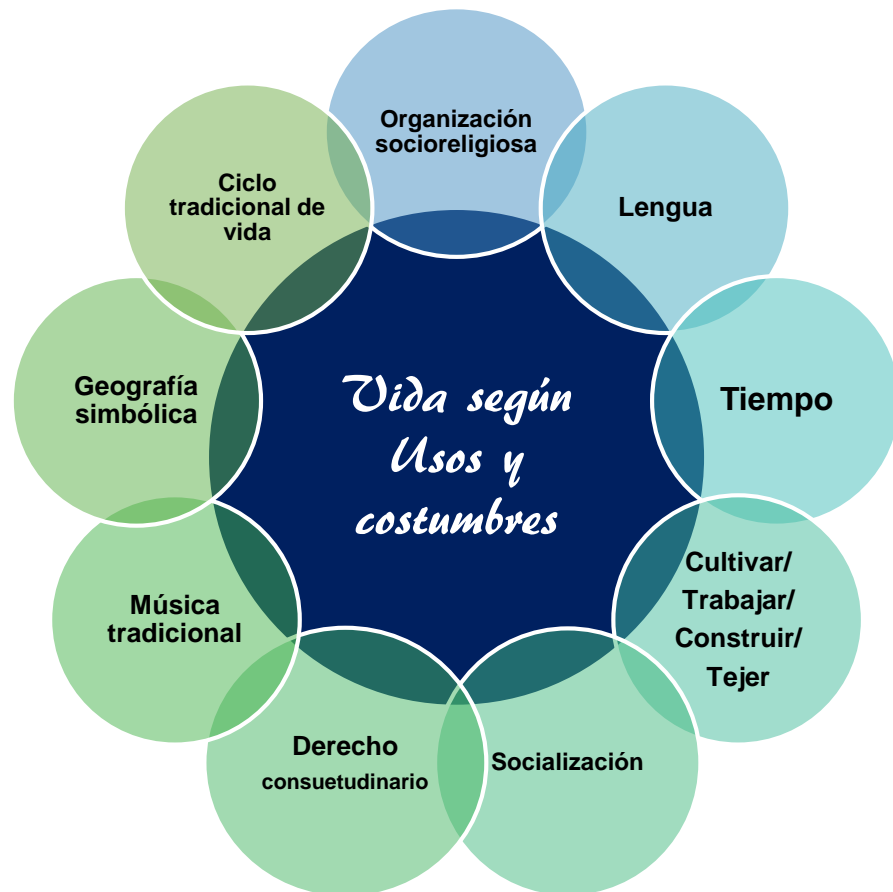 Organización
socioreligiosa
Lengua
Tiempo
Cultivar/
Trabajar/
Construir/
Tejer
Socialización
Derecho
consuetudinario
Música
tradicional
Geografía
simbólica
Ciclo
tradicional de
vida
Vida según
Usos y
costumbres